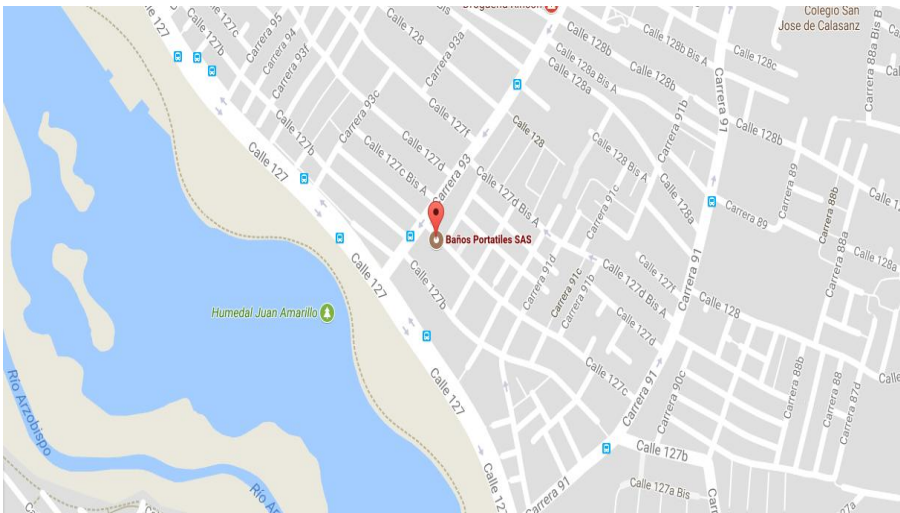 Colegio San
Jose de Calasanz
Calle 127c
Carrera 95
Carrera 94
Carrera 93f
Calle 127b
Calle 127
Calle 128
Carrera 93a
Bis
Calle 128b
Calle 128b Bis A
Calle 128c
Calle 128a Bis A
Calle 128a
Calle 128b
Carrera 91
Carrera 88a Bis B
Carrera 93c
Calle 127f
Calle 128
Carrera 91b
Calle 128b
Calle 127b
Calle 127d
Calle 127c Bis A
Carrera 93
Calle 128 Bis A
Carrera 89
Calle 127
Calle 127d Bis A
Carrera 91c
Calle 128a
Carrera 89
Carrera 88b
Carrera 88a
Baños Portatiles SAS
Calle 127
Calle 127b
Carrera 91d
Carrera 91c
Carrera 91b
Calle 127f
Calle 127d Bis A
Calle 127d
Carrera 91
Calle 128
Humedal Juan Amarillo
Calle 127
Calle 127c
Carrera 91
Carrera 90c
Carrera 88b
Carrera 88
Carrera 87d
Calle
Río Arzobispo
Calle 127b
Calle 127a Bis
Carrera 91